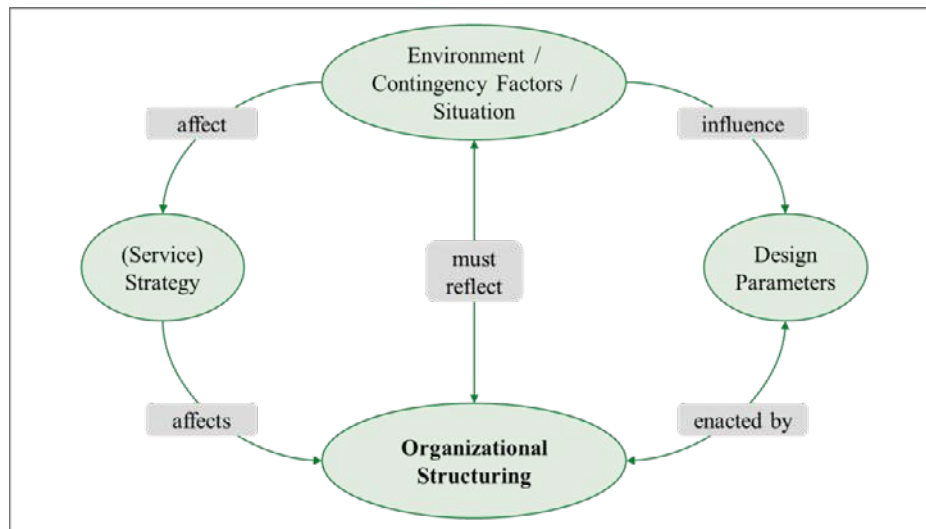 Environment /
Contingency Factors /
Situation
affect
influence
(Service)
Strategy
must
reflect
Design
Parameters
affects
enacted by
Organizational
Structuring